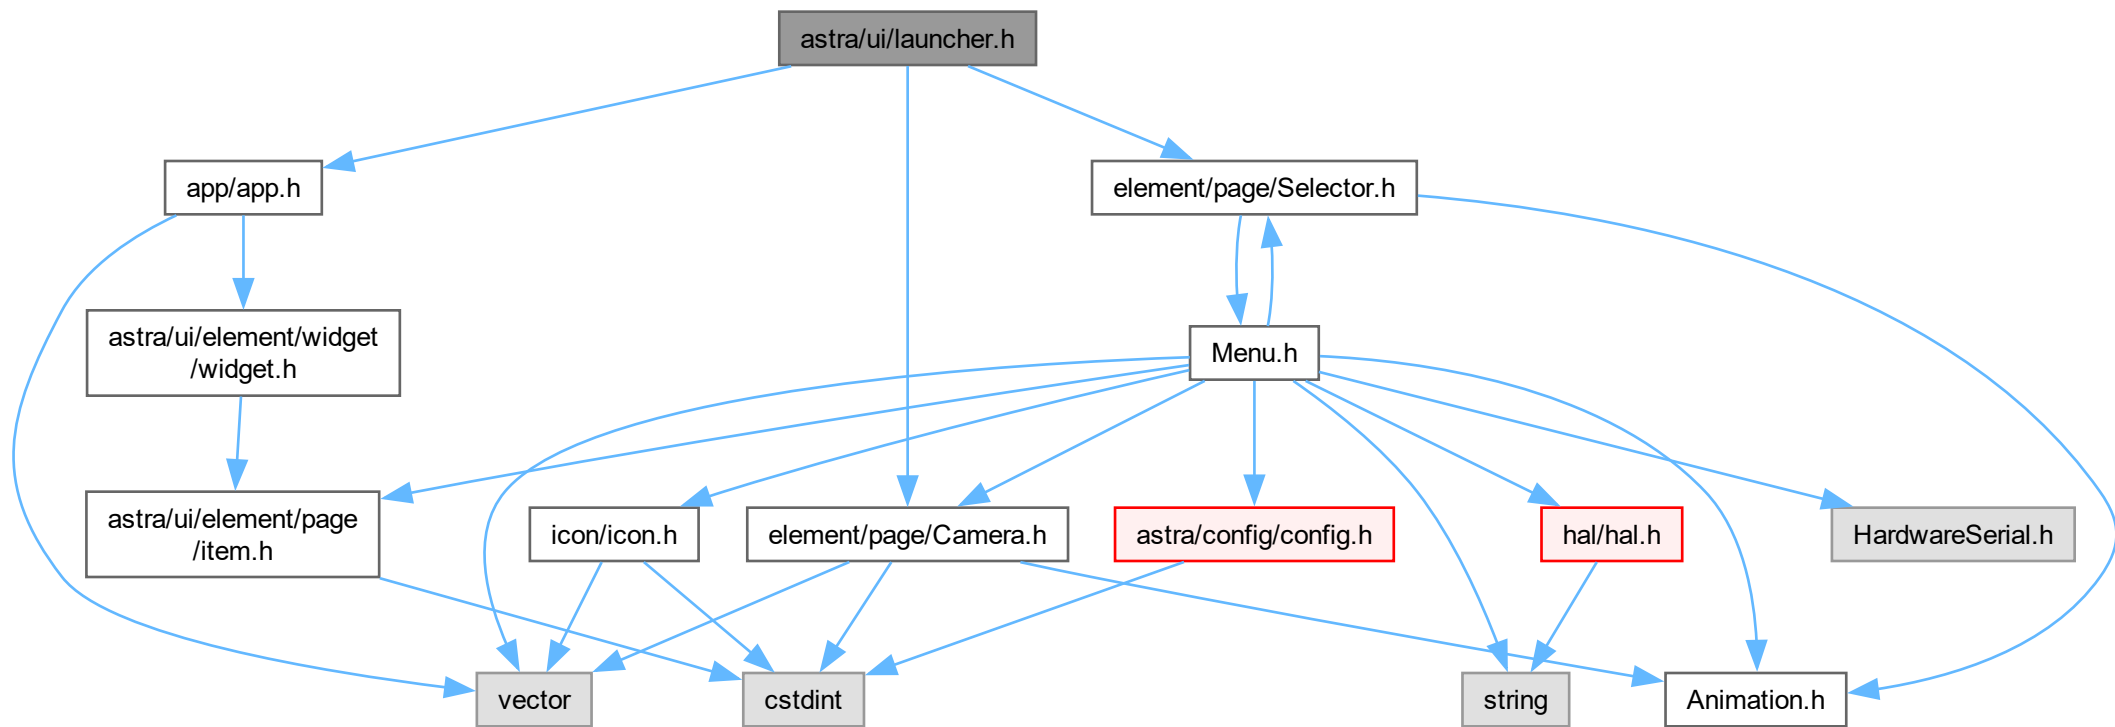 astra/ui/launcher.h
app/app.h
element/page/Selector.h
astra/ui/element/widget
/widget.h
Menu.h
astra/ui/element/page
/item.h
icon/icon.h
element/page/Camera.h
astra/config/config.h
hal/hal.h
HardwareSerial.h
vector
cstdint
string
Animation.h